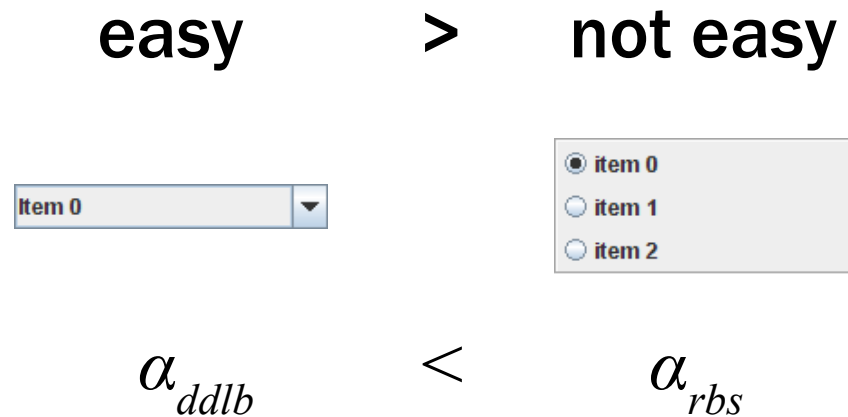 easy > not easy
item 0
Item 0
item 1
item 2
α_ddlb < α_rbs